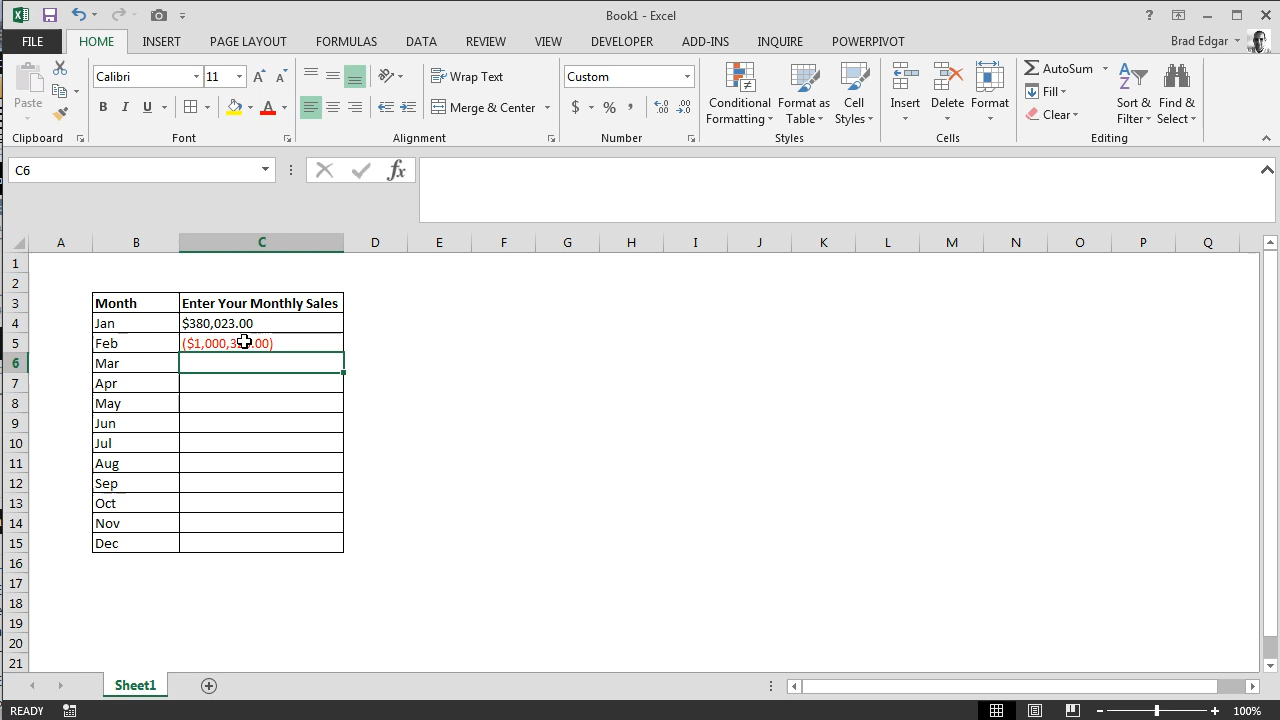 Book1 - Excel
FILE HOME INSERT PAGE LAYOUT FORMULAS DATA REVIEW VIEW DEVELOPER ADD-INS INQUIRE POWERPIVOT Brad Edgar
Paste
Clipboard
Calibri 11
B I U A
Font
Wrap Text
Merge & Center
Alignment
Custom
$ % ,
Number
Conditional Formatting
Format as Table
Cell Styles
Styles
Insert Delete Format
Cells
AutoSum
Fill
Clear
Sort & Filter
Find & Select
Editing
C6 fx
A B C D E F G H I J K L M N O P Q
1
2
3 Month Enter Your Monthly Sales
4 Jan $380,023.00
5 Feb
6 Mar
7 Apr
8 May
9 Jun
10 Jul
11 Aug
12 Sep
13 Oct
14 Nov
15 Dec
16
17
18
19
20
21
Sheet1
READY 100%